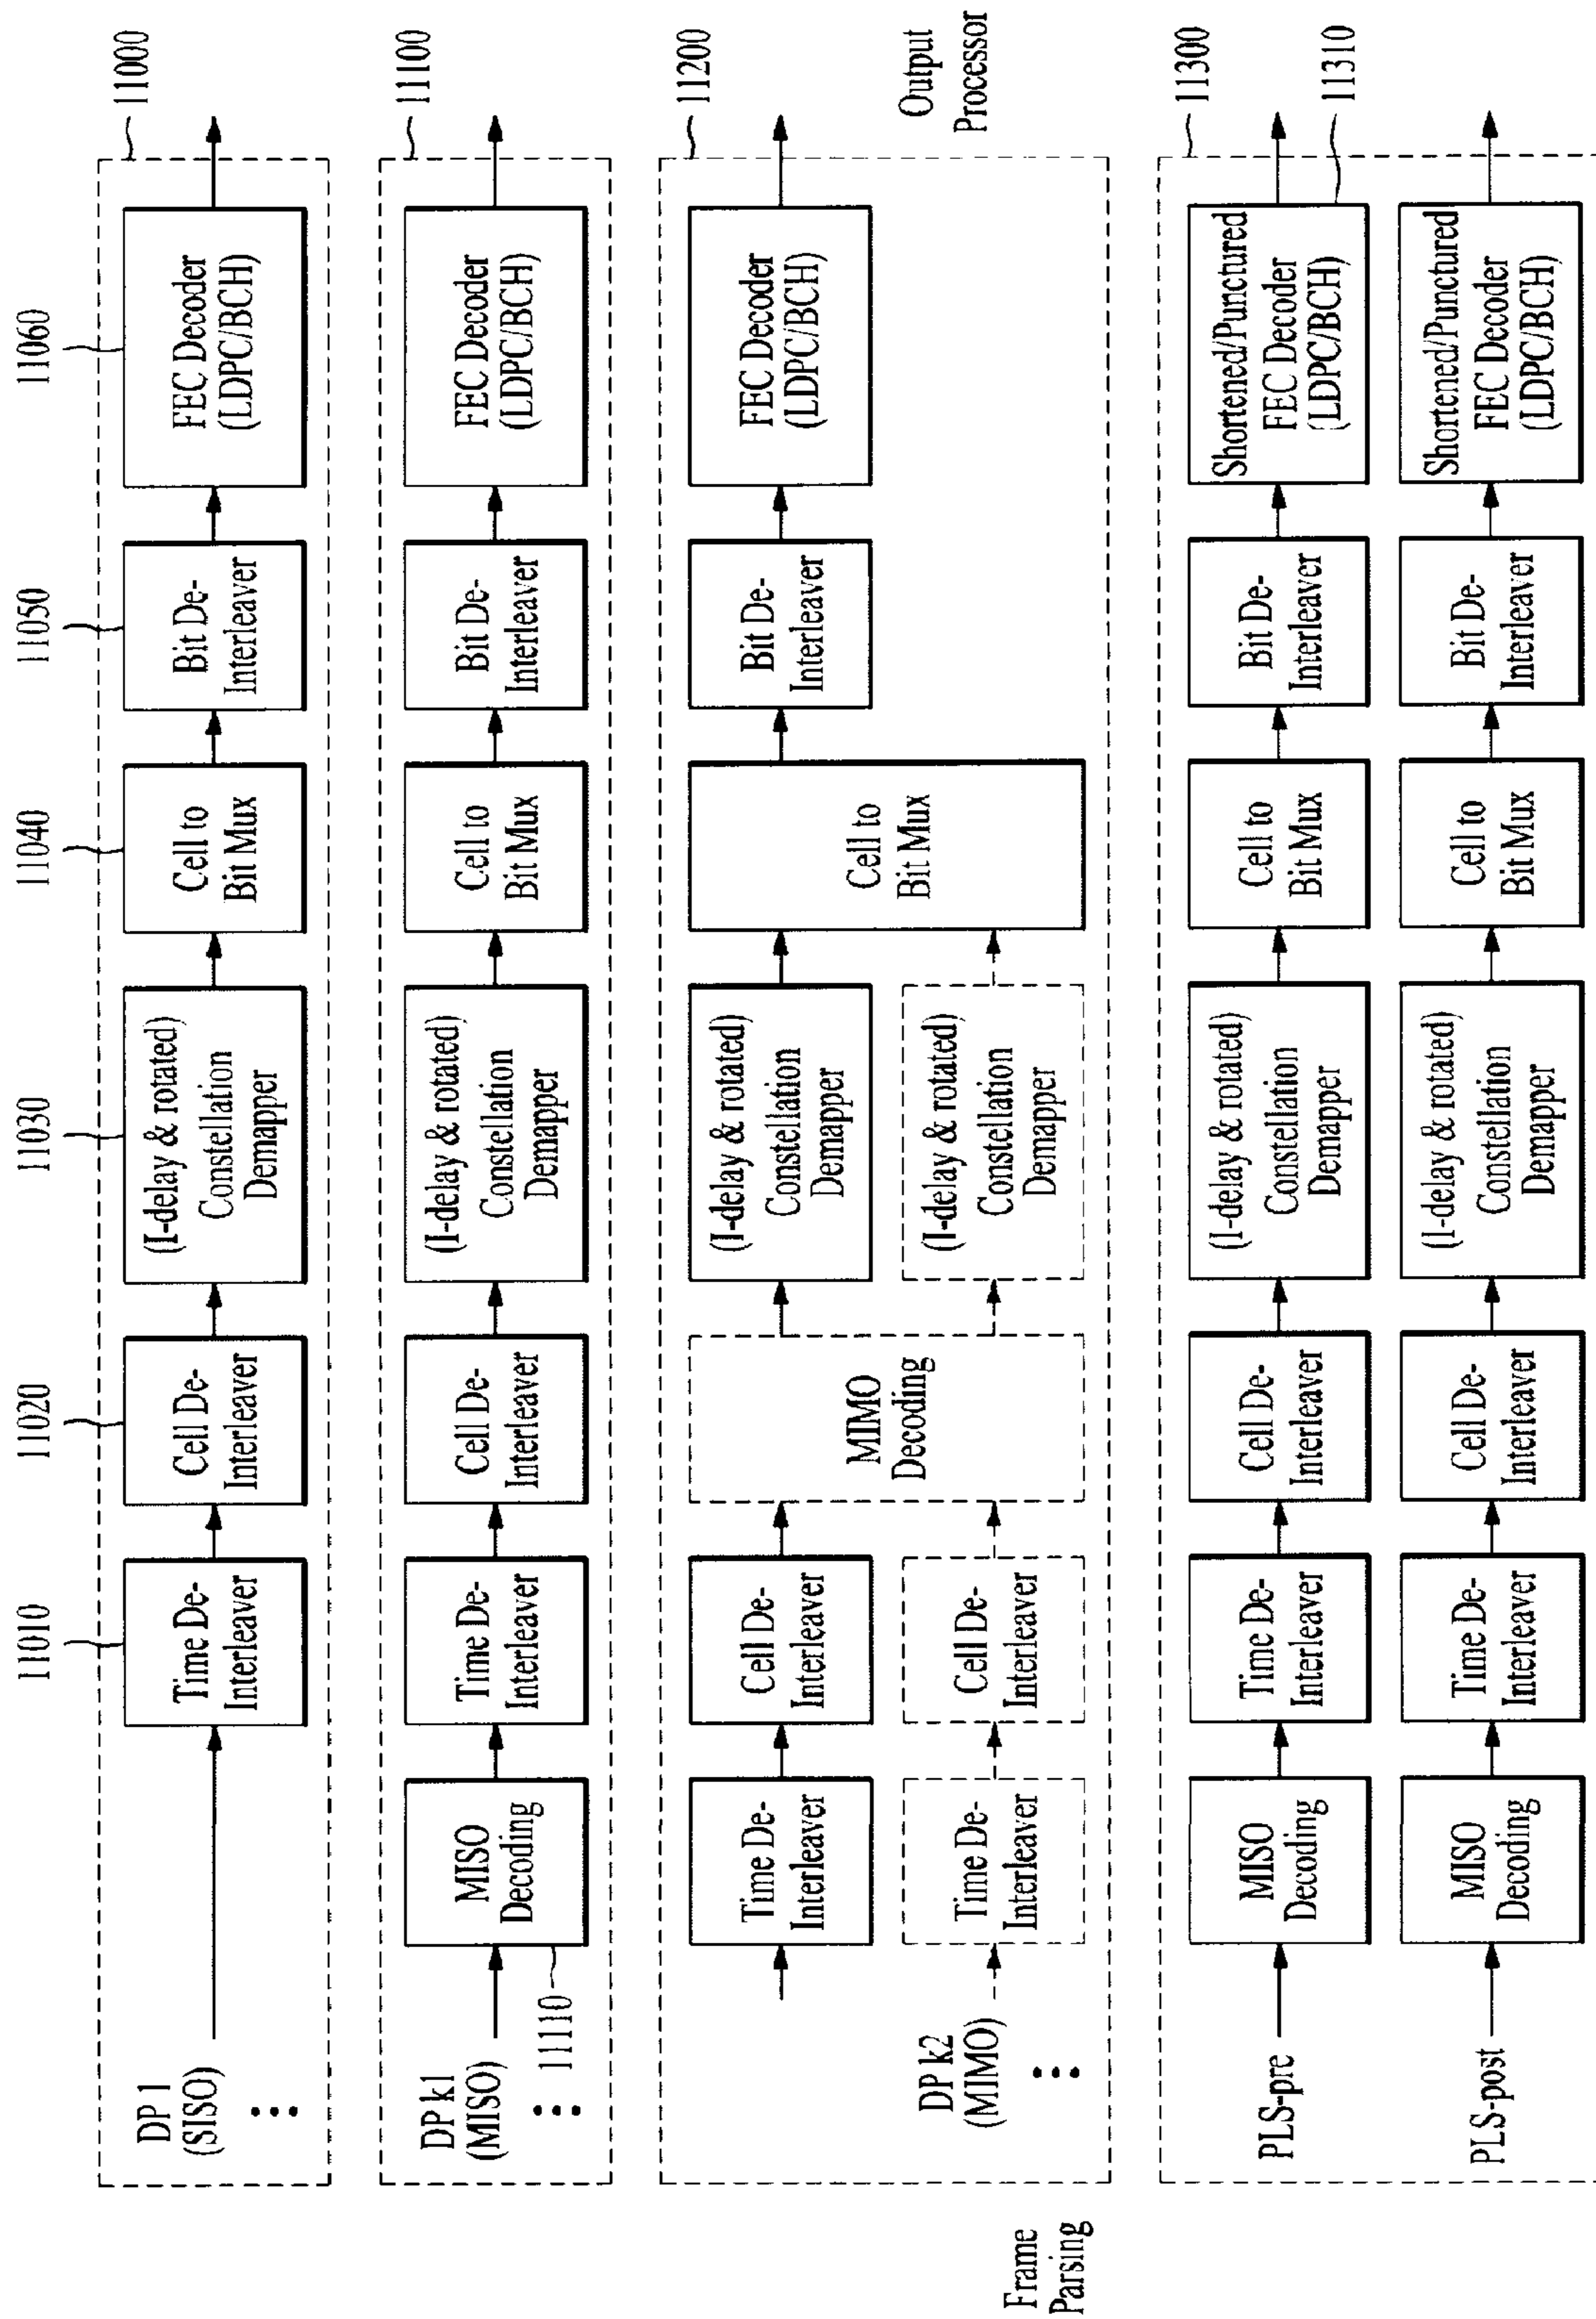 11010
11020
11030
11040
11050
11060
11000
DP 1
(SISO)
Time De-
Interleaver
Cell De-
Interleaver
(I-delay & rotated)
Constellation
Demapper
Cell to
Bit Mux
Bit De-
Interleaver
FEC Decoder
(LDPC/BCH)
11100
DP k1
(MISO)
11110
MISO
Decoding
Time De-
Interleaver
Cell De-
Interleaver
(I-delay & rotated)
Constellation
Demapper
Cell to
Bit Mux
Bit De-
Interleaver
FEC Decoder
(LDPC/BCH)
11200
Time De-
Interleaver
Cell De-
Interleaver
MIMO
Decoding
(I-delay & rotated)
Constellation
Demapper
Cell to
Bit Mux
Bit De-
Interleaver
FEC Decoder
(LDPC/BCH)
DP k2
(MIMO)
Time De-
Interleaver
Cell De-
Interleaver
(I-delay & rotated)
Constellation
Demapper
Frame
Parsing
Output
Processor
11300
11310
PLS-pre
MISO
Decoding
Time De-
Interleaver
Cell De-
Interleaver
(I-delay & rotated)
Constellation
Demapper
Cell to
Bit Mux
Bit De-
Interleaver
Shortened/Punctured
FEC Decoder
(LDPC/BCH)
PLS-post
MISO
Decoding
Time De-
Interleaver
Cell De-
Interleaver
(I-delay & rotated)
Constellation
Demapper
Cell to
Bit Mux
Bit De-
Interleaver
Shortened/Punctured
FEC Decoder
(LDPC/BCH)